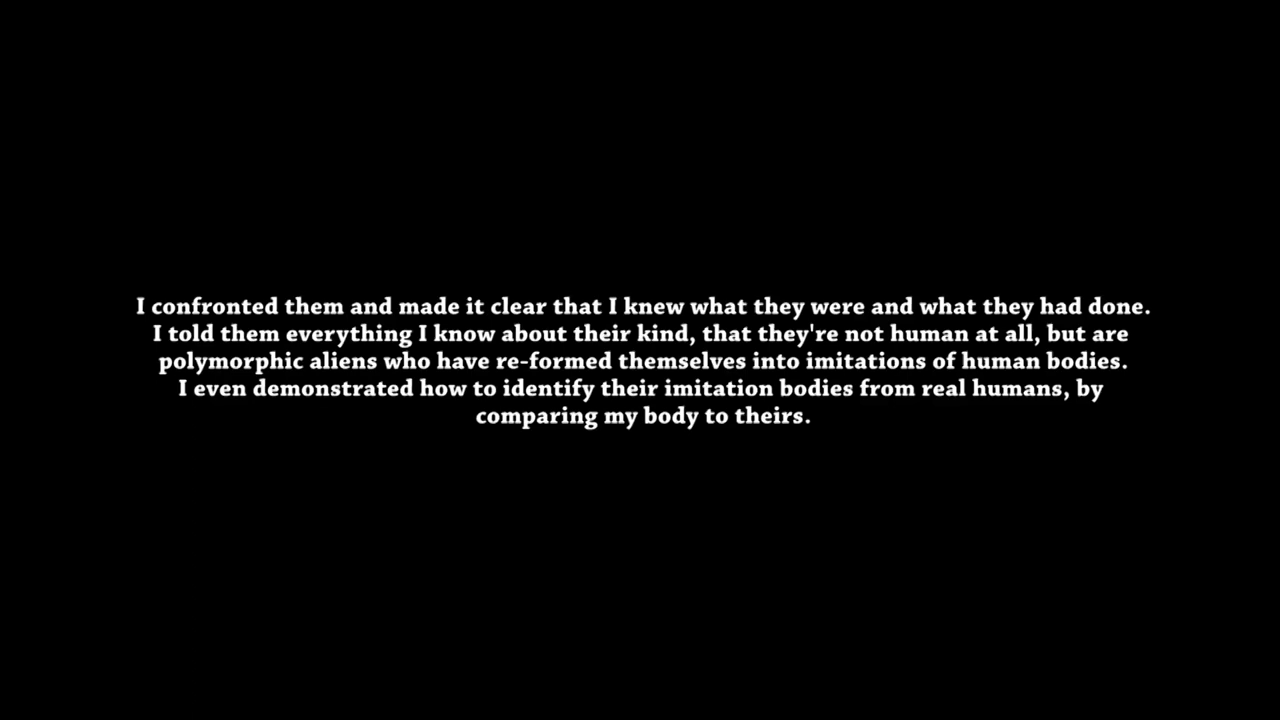 I confronted them and made it clear that I knew what they were and what they had done.
I told them everything I know about their kind, that they're not human at all, but are
polymorphic aliens who have re-formed themselves into imitations of human bodies.
I even demonstrated how to identify their imitation bodies from real humans, by
comparing my body to theirs.